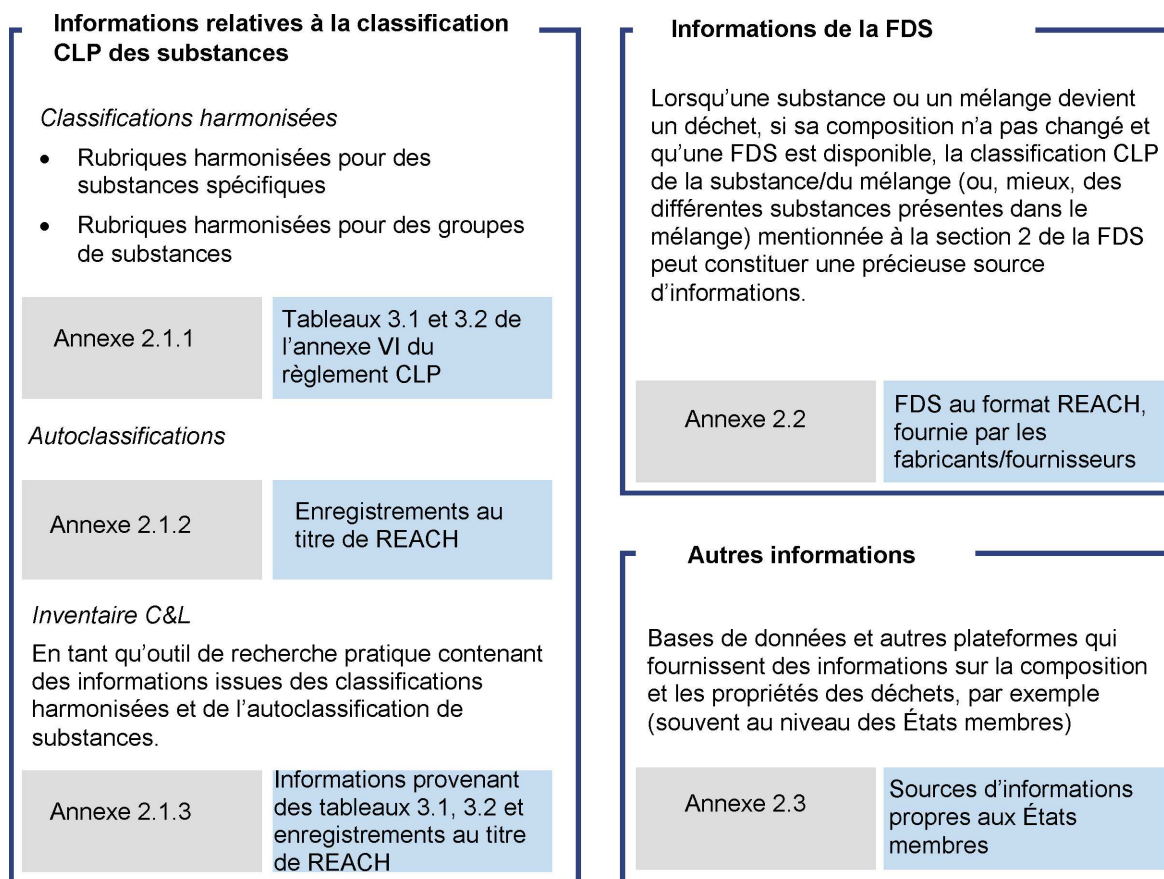 Informations relatives à la classification
CLP des substances
Classifications harmonisées
• Rubriques harmonisées pour des
substances spécifiques
• Rubriques harmonisées pour des groupes
de substances
Annexe 2.1.1
Tableaux 3.1 et 3.2 de
l’annexe VI du
règlement CLP
Autoclassifications
Annexe 2.1.2
Enregistrements au
titre de REACH
Inventaire C&L
En tant qu’outil de recherche pratique contenant
des informations issues des classifications
harmonisées et de l’autoclassification de
substances.
Annexe 2.1.3
Informations provenant
des tableaux 3.1, 3.2 et
enregistrements au titre
de REACH
Informations de la FDS
Lorsqu’une substance ou un mélange devient
un déchet, si sa composition n’a pas changé et
qu’une FDS est disponible, la classification CLP
de la substance/du mélange (ou, mieux, des
différentes substances présentes dans le
mélange) mentionnée à la section 2 de la FDS
peut constituer une précieuse source
d’informations.
Annexe 2.2
FDS au format REACH,
fournie par les
fabricants/fournisseurs
Autres informations
Bases de données et autres plateformes qui
fournissent des informations sur la composition
et les propriétés des déchets, par exemple
(souvent au niveau des États membres)
Annexe 2.3
Sources d’informations
propres aux États
membres